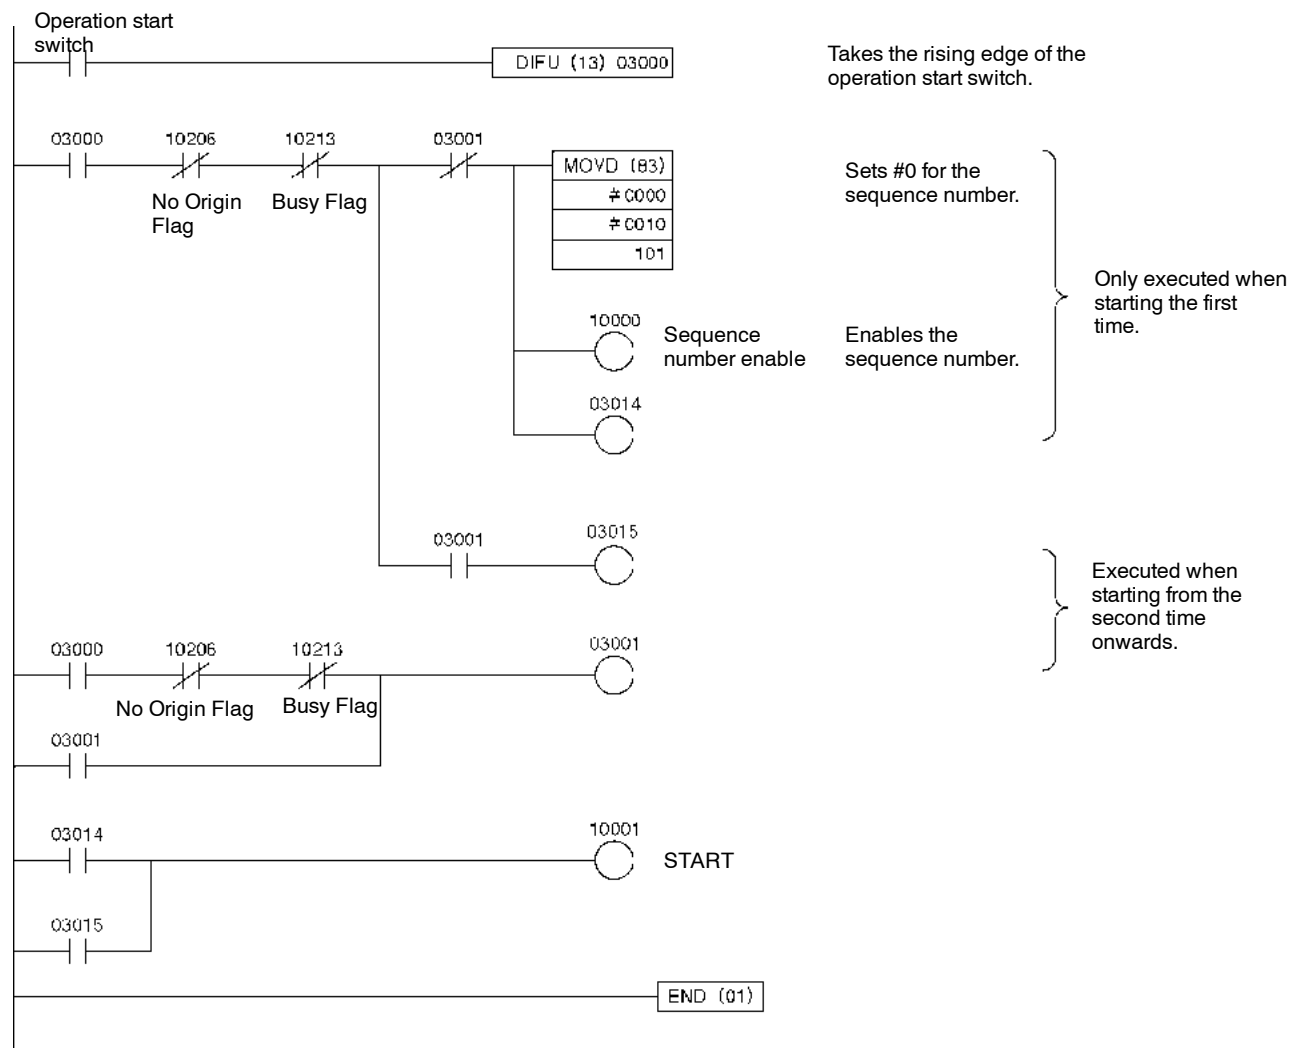 Operation start
switch
DIFU (13) 03000
Takes the rising edge of the
operation start switch.
03000 10206 10213 03001
No Origin
Flag
Busy Flag
MOVD (83)
#0000
#0010
101
Sets #0 for the
sequence number.
Only executed when
starting the first
time.
10000
Sequence
number enable
Enables the
sequence number.
03014
03001
03015
Executed when
starting from the
second time
onwards.
03000 10206 10213 03001
No Origin Flag
Busy Flag
03001
03014
10001
START
03015
END (01)